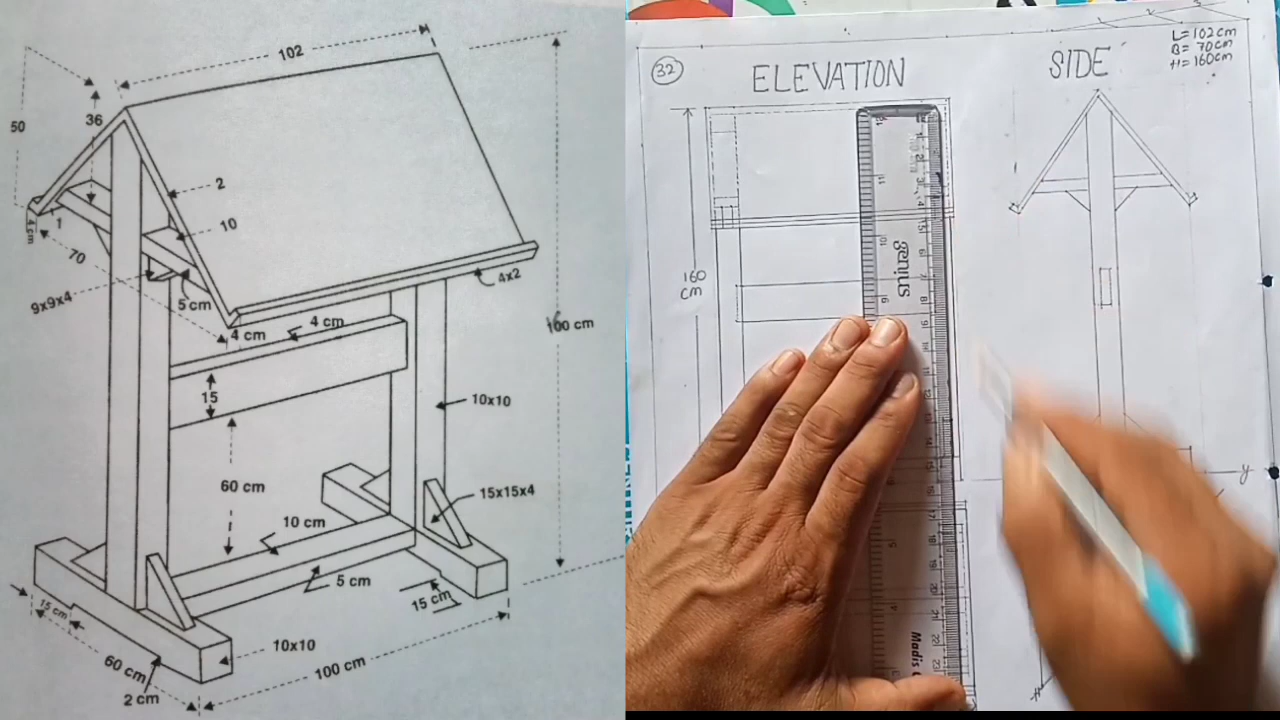 102
50
36
2
1
10
4 cm
70
9x9x4
5 cm
4x2
4 cm
4 cm
160 cm
15
10x10
60 cm
15x15x4
10 cm
5 cm
15 cm
15 cm
10x10
60 cm
100 cm
2 cm
32
ELEVATION
SIDE
L= 102cm
B= 70cm
H= 160cm
160
cm
genius
y